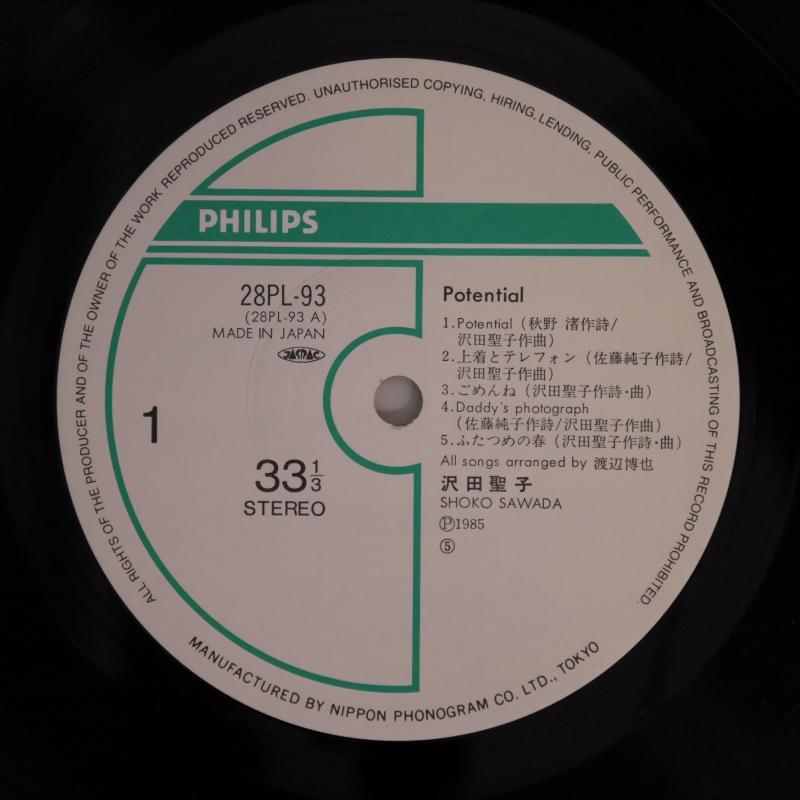 ALL RIGHTS OF THE PRODUCER AND OF THE OWNER OF THE WORK REPRODUCED RESERVED. UNAUTHORISED COPYING, HIRING, LENDING, PUBLIC PERFORMANCE AND BROADCASTING OF THIS RECORD PROHIBITED.
PHILIPS
28PL-93
(28PL-93 A)
MADE IN JAPAN
JASRAC
1
33 1/3
STEREO
Potential
1.Potential (秋野 渚作詩/
沢田聖子作曲)
2.上着とテレフォン (佐藤純子作詩/
沢田聖子作曲)
3.ごめんね (沢田聖子作詩・曲)
4.Daddy's photograph
(佐藤純子作詩/沢田聖子作曲)
5.ふたつめの春 (沢田聖子作詩・曲)
All songs arranged by 渡辺博也
沢田聖子
SHOKO SAWADA
Ⓟ1985
⑤
MANUFACTURED BY NIPPON PHONOGRAM CO. LTD., TOKYO